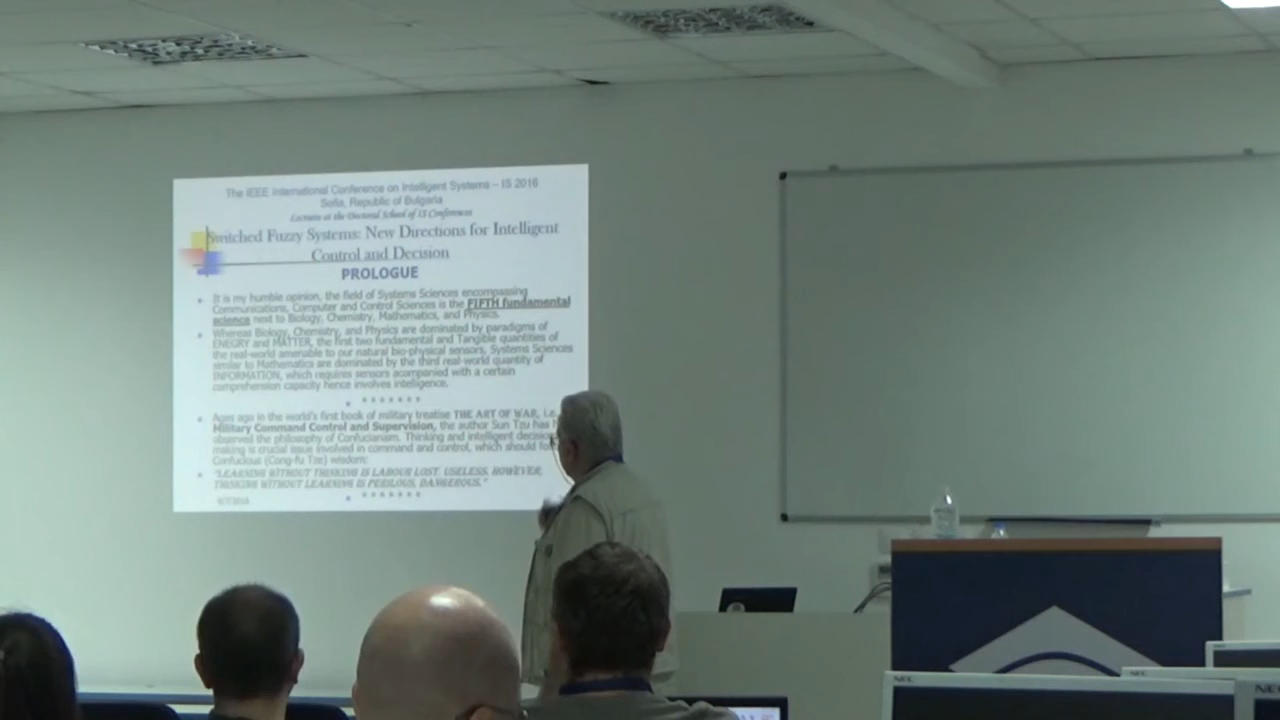 The IEEE International Conference on Intelligent Systems – IS 2016
Sofia, Republic of Bulgaria
Lecture at the Doctoral School of IS Conferences
Switched Fuzzy Systems: New Directions for Intelligent
Control and Decision
PROLOGUE
It is my humble opinion, the field of Systems Sciences encompassing
Communications, Computer and Control Sciences is the FIFTH fundamental
science next to Biology, Chemistry, Mathematics, and Physics.
Whereas Biology, Chemistry, and Physics are dominated by paradigms of
ENEGRY and MATTER, the first two fundamental and Tangible quantities of
the real-world amenable to our natural bio-physical sensors, Systems Sciences
similar to Mathematics are dominated by the third real-world quantity of
INFORMATION, which requires sensors acompanied with a certain
comprehension capacity hence involves intelligence.
* * * * * * *
Ages ago in the world's first book of military treatise THE ART OF WAR, i.e.
Military Command Control and Supervision, the author Sun Tzu has
observed the philosophy of Confucianism. Thinking and intelligent decision
making is crucial issue involved in command and control, which should
Confucious (Cong-fu Tze) wisdom:
"LEARNING WITHOUT THINKING IS LABOUR LOST, USELESS. HOWEVER,
THINKING WITHOUT LEARNING IS PERILOUS, DANGEROUS."
* * * * * * *
NEC
NEC
NEC